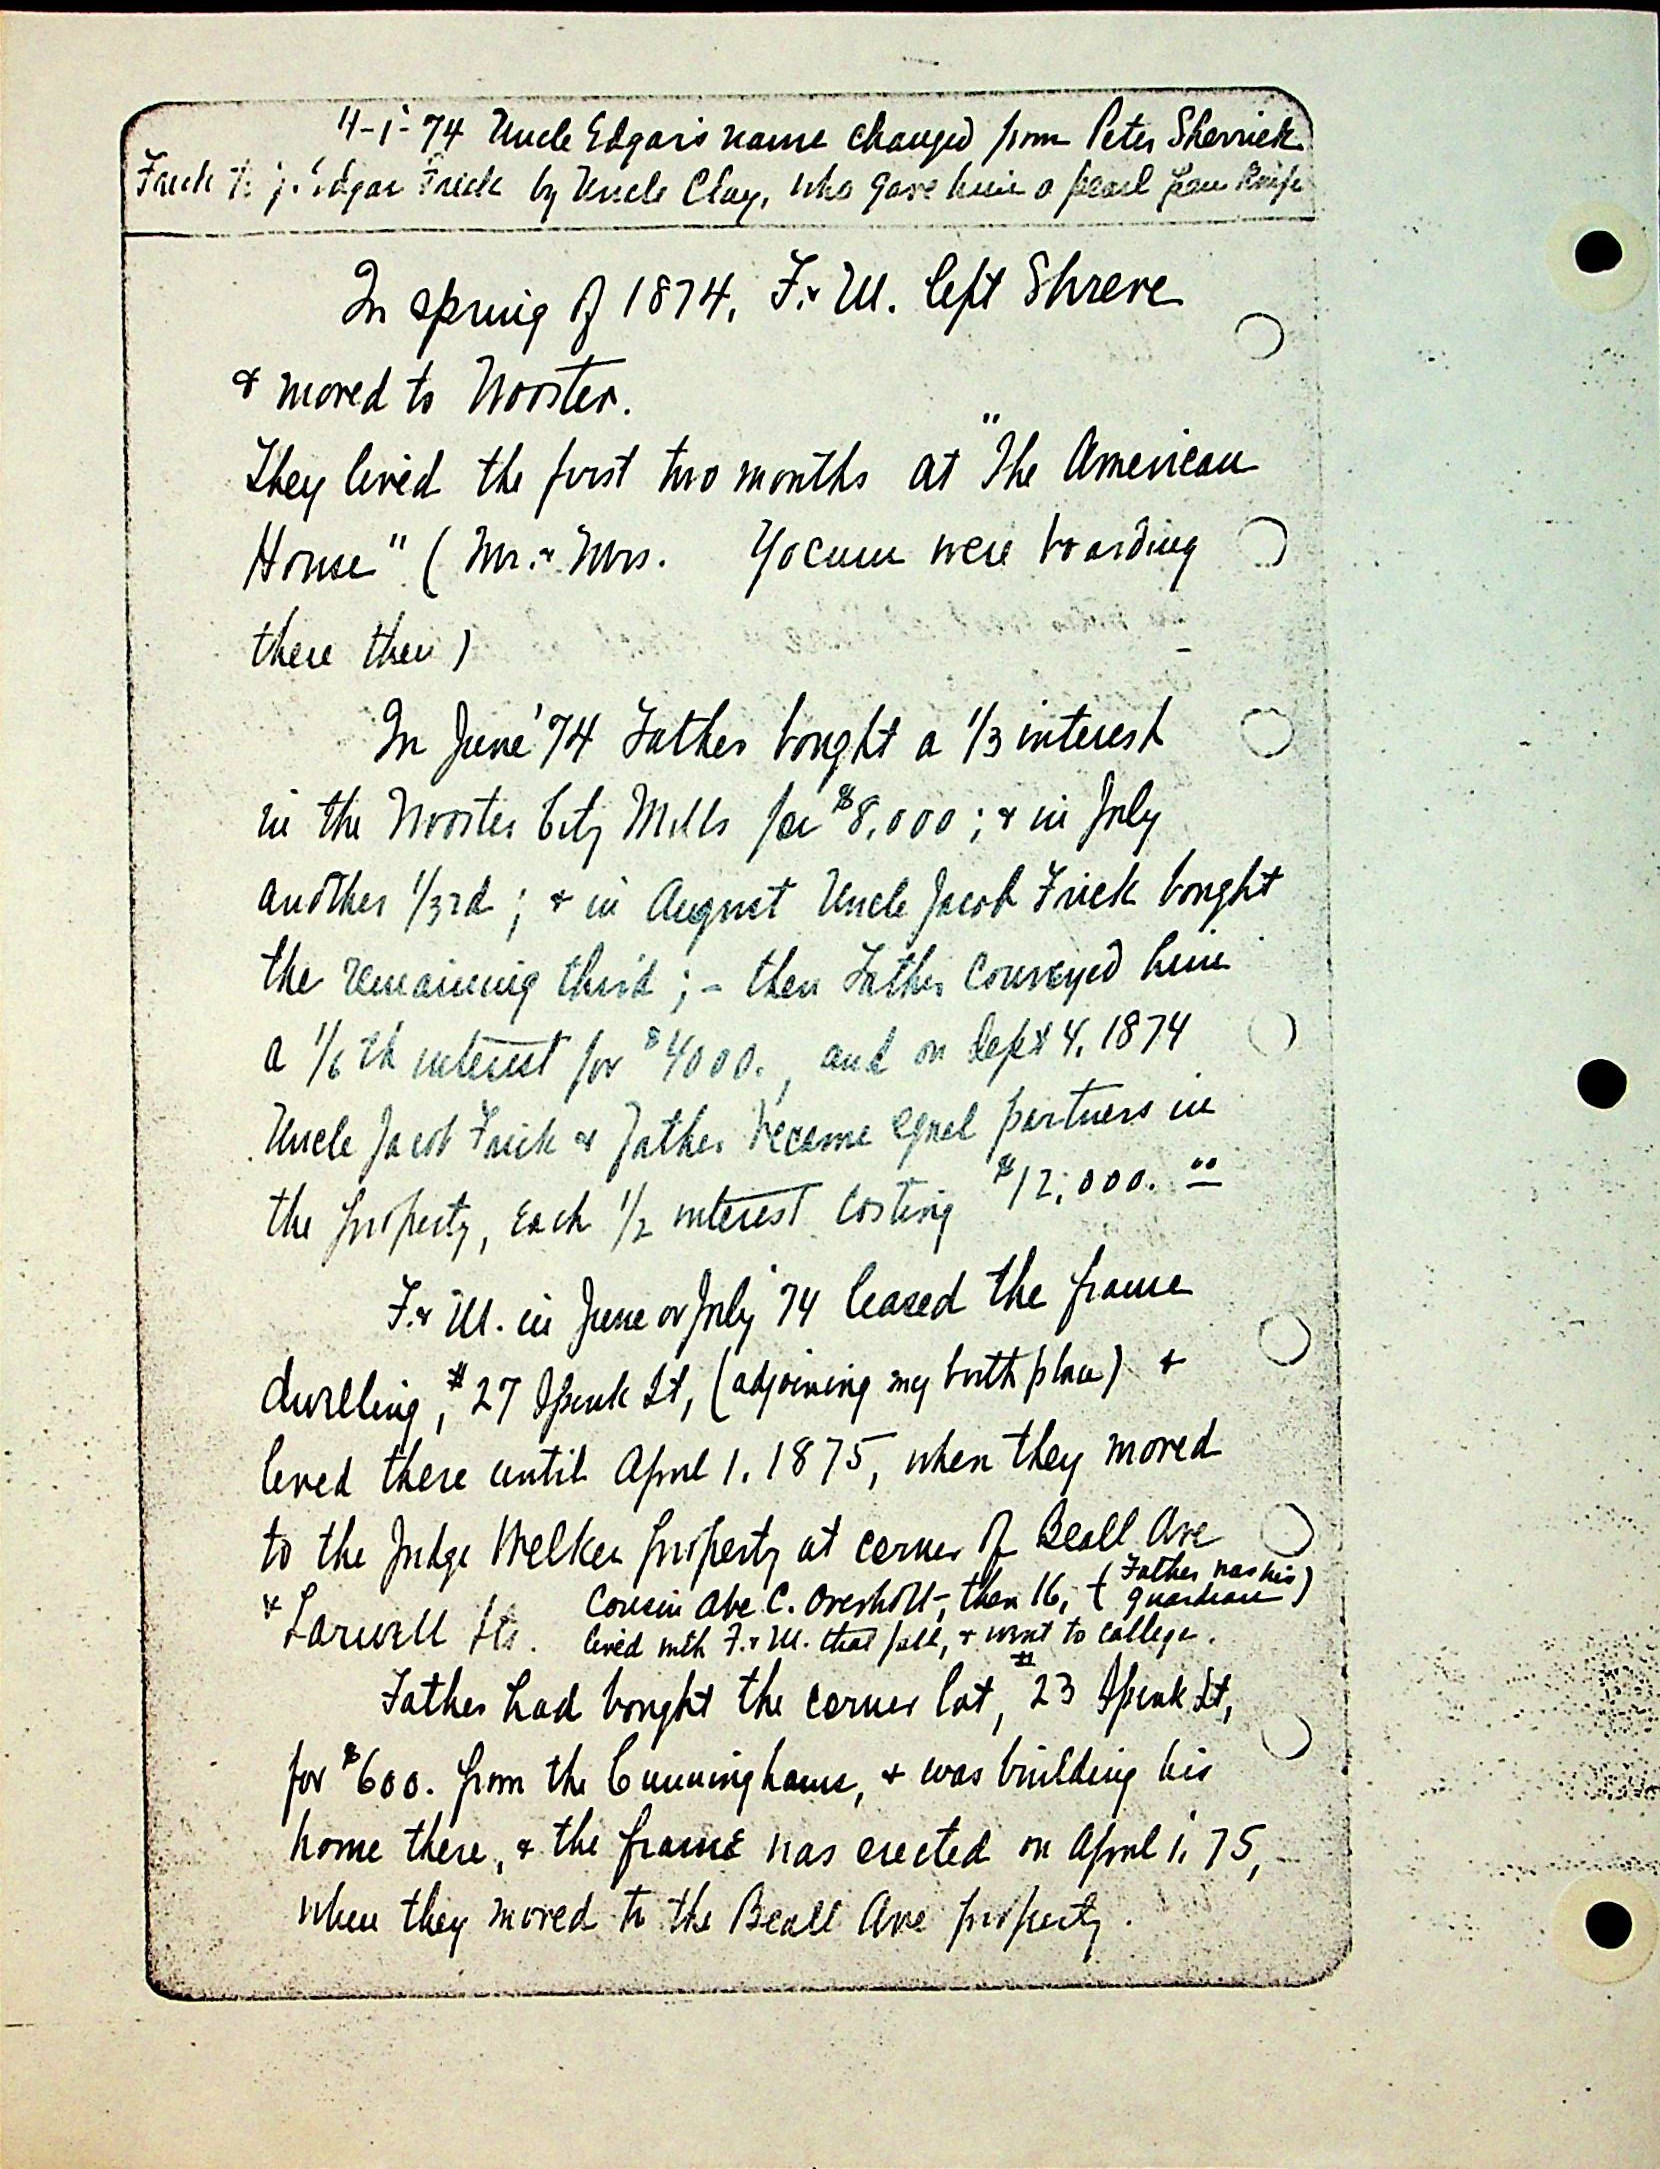 4-1-'74 Uncle Edgar's name changed from Peter Sherrick
Frick to J. Edgar Frick by Uncle Clay, who gave him a pearl pen knife
In spring of 1874, F. & M. left Shreve
& moved to Wooster.
They lived the first two months at "The American
House" (Mr. & Mrs. Yocum were boarding
there then)
In June '74 Father bought a 1/3 interest
in the Wooster City Mills for $8,000; & in July
another 1/3rd; & in August Uncle Jacob Frick bought
the remaining third; - then Father conveyed him
a 1/6th interest for $4000., and on Sept 4, 1874
Uncle Jacob Frick & Father became equal partners in
the property, each 1/2 interest costing $12,000. 00
F. & M. in June or July '74 leased the frame
dwelling, #27 Spink St, (adjoining my birth place) &
lived there until April 1, 1875, when they moved
to the Judge Welker property at corner of Beall Ave
& Larwell Sts. Cousin Abe C. Overholt-, then 16, (Father was his guardian)
lived with F. & M. that fall, & went to college.
Father had bought the corner lot, #23 Spink St,
for $600. from the Cunninghams, & was building his
home there, & the frame was erected on April 1, '75,
when they moved to the Beall Ave property.